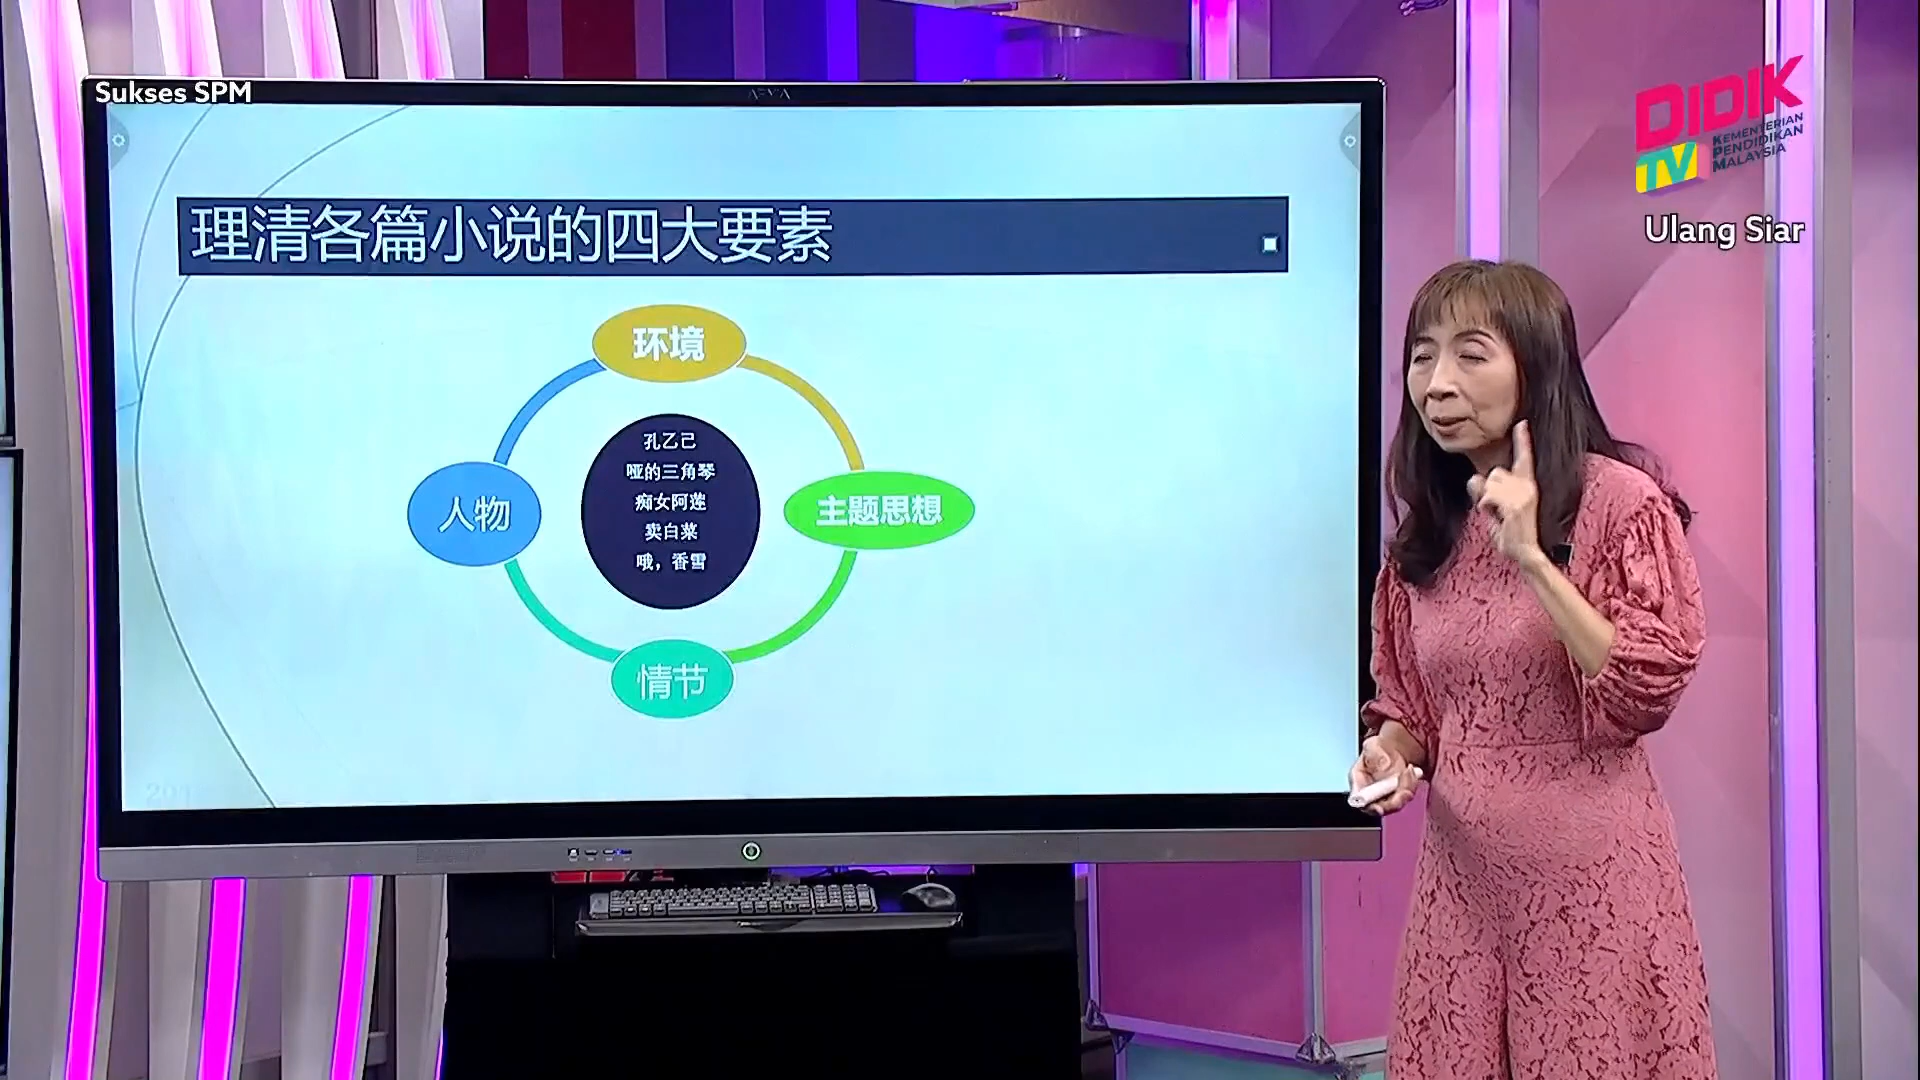 Sukses SPM
DIDIK
TV
KEMENTERIAN
PENDIDIKAN
MALAYSIA
Ulang Siar
理清各篇小说的四大要素
环境
孔乙己
哑的三角琴
痴女阿莲
卖白菜
哦，香雪
人物
主题思想
情节